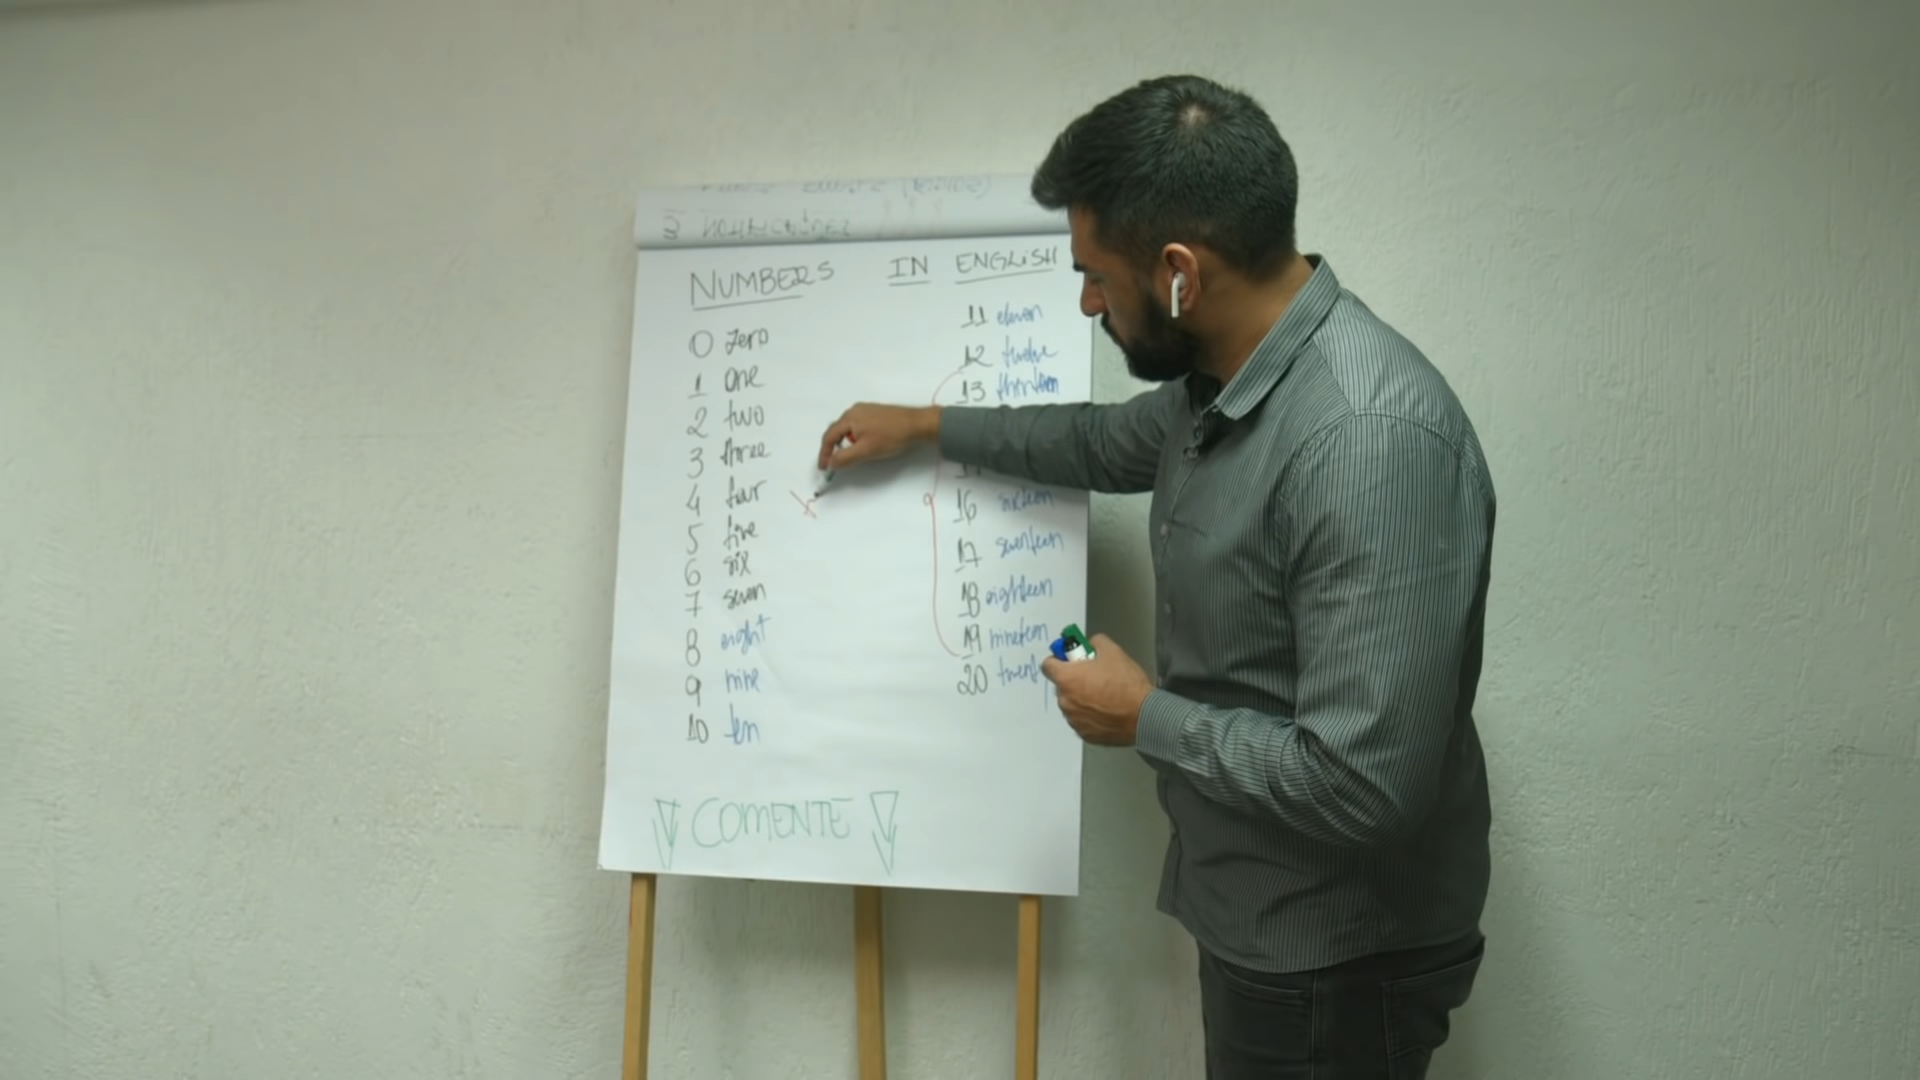 NUMBERS IN ENGLISH
0 zero
1 one
2 two
3 three
4 four
5 five
6 six
7 seven
8 eight
9 nine
10 ten
11 eleven
12 twelve
13 thirteen
16 sixteen
17 seventeen
18 eighteen
19 nineteen
20 twenty
COMENTE